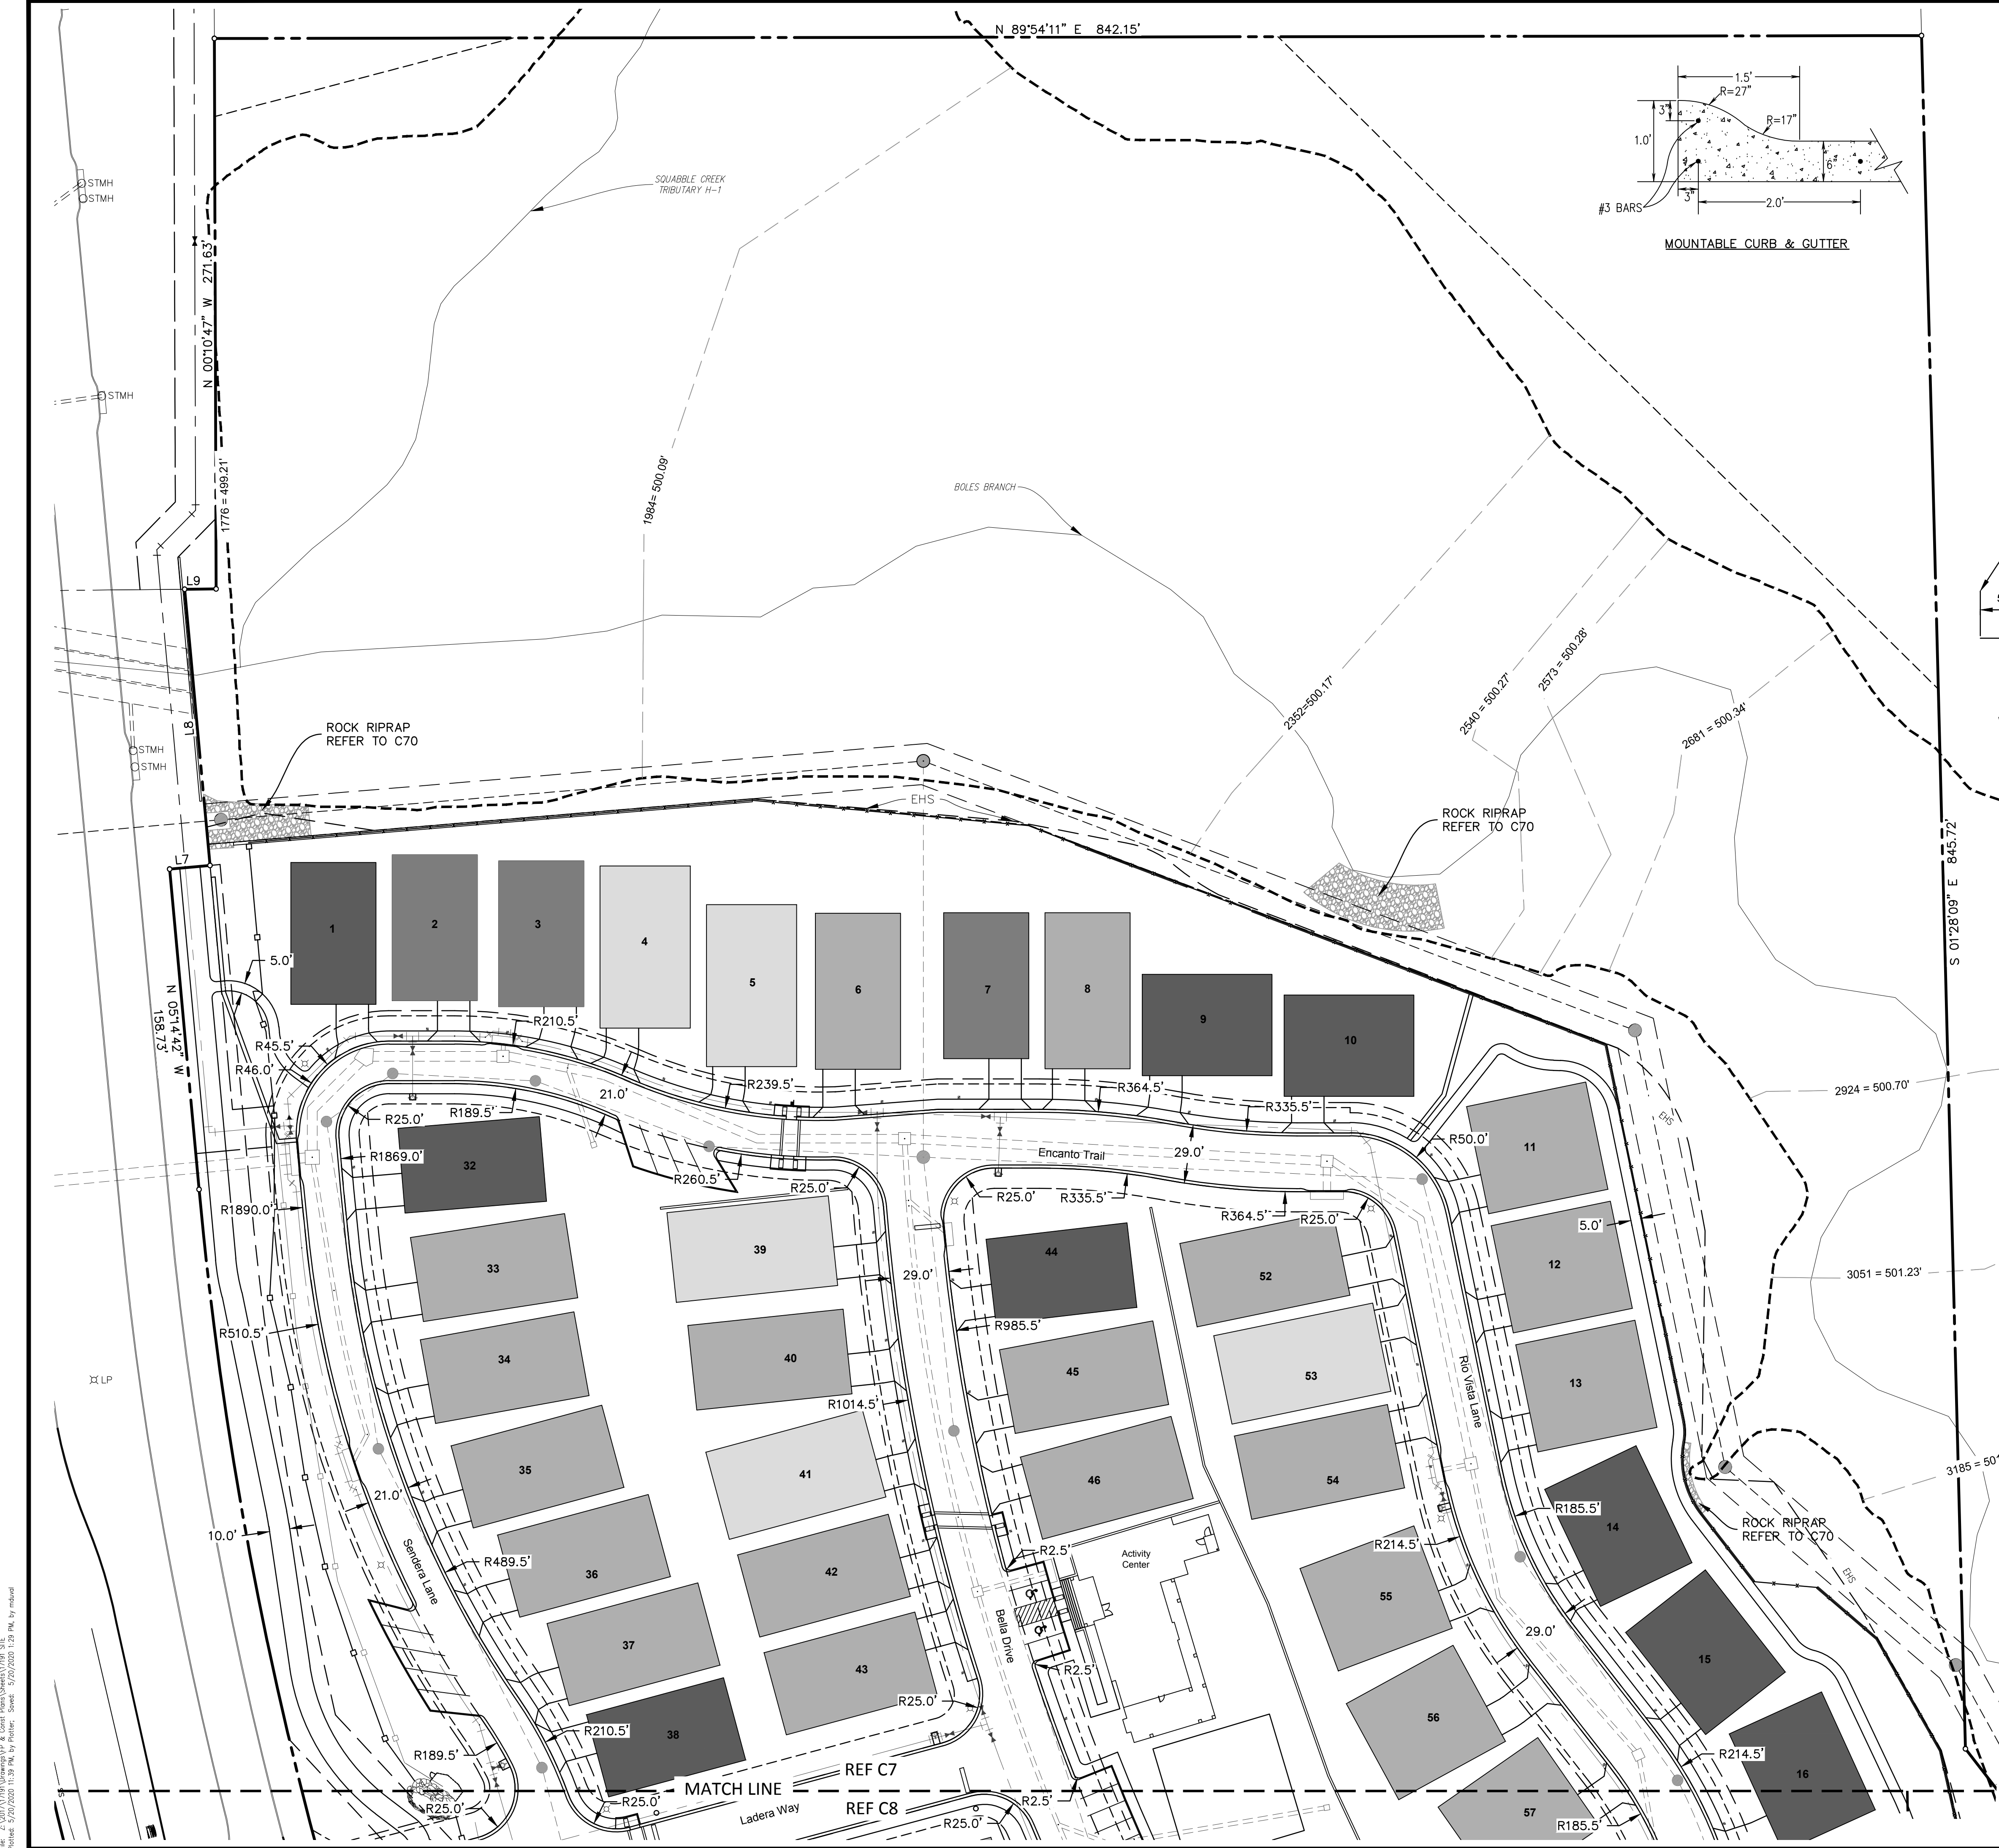 N 89°54'11" E 842.15'
1.5'
R=27"
3"
R=17"
1.0'
6"
3"
2.0'
#3 BARS
MOUNTABLE CURB & GUTTER
STMH
STMH
SQUABBLE CREEK
TRIBUTARY H-1
N 00°10'47" W 271.63'
STMH
1776 = 499.21'
1984= 500.09'
BOLES BRANCH
L9
L8
2352=500.17'
2540 = 500.27'
2573 = 500.28'
2681 = 500.34'
ROCK RIPRAP
REFER TO C70
STMH
STMH
EHS
ROCK RIPRAP
REFER TO C70
S 01°28'09" E 845.72'
L7
1
2
3
4
5
6
7
8
9
10
5.0'
N 05°14'42" W
158.73'
R210.5'
R45.5'
R46.0'
21.0'
R239.5'
R364.5'
R335.5'
2924 = 500.70'
EHS
R25.0'
R189.5'
R50.0'
11
32
R1869.0'
R260.5'
R25.0'
Encanto Trail
29.0'
R25.0'
R335.5'
R364.5'
R25.0'
R1890.0'
5.0'
33
39
44
52
12
29.0'
3051 = 501.23'
R510.5'
R985.5'
34
40
45
53
13
Rio Vista Lane
LP
R1014.5'
35
41
46
54
3185 = 50
21.0'
10.0'
Sendera Lane
R489.5'
36
42
R2.5'
Activity
Center
R214.5'
R185.5'
14
ROCK RIPRAP
REFER TO C70
EHS
55
37
43
Bella Drive
R2.5'
29.0'
15
R25.0'
56
38
R210.5'
R189.5'
R214.5'
16
REF C7
MATCH LINE
REF C8
Ladera Way
R25.0'
R25.0'
R2.5'
R25.0'
57
R185.5'